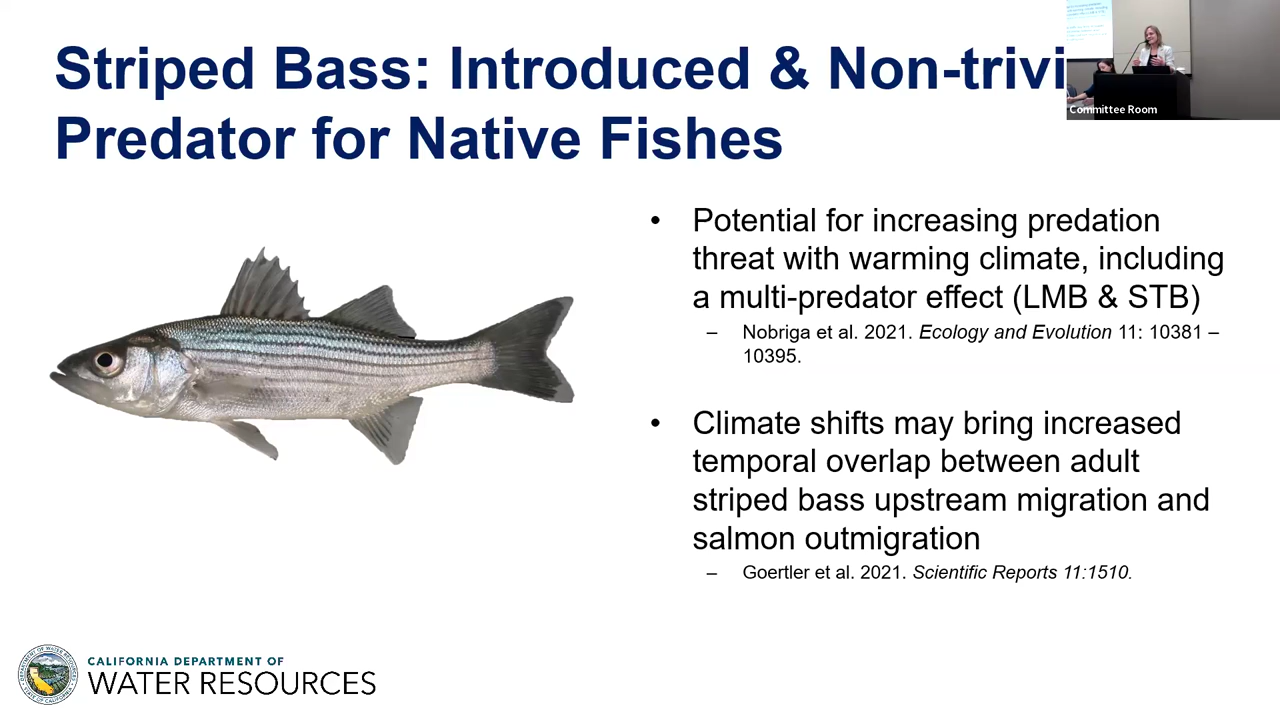 Striped Bass: Introduced & Non-trivi
Predator for Native Fishes
Committee Room
• Potential for increasing predation
threat with warming climate, including
a multi-predator effect (LMB & STB)
– Nobriga et al. 2021. Ecology and Evolution 11: 10381 –
10395.
• Climate shifts may bring increased
temporal overlap between adult
striped bass upstream migration and
salmon outmigration
– Goertler et al. 2021. Scientific Reports 11:1510.
CALIFORNIA DEPARTMENT OF
WATER RESOURCES